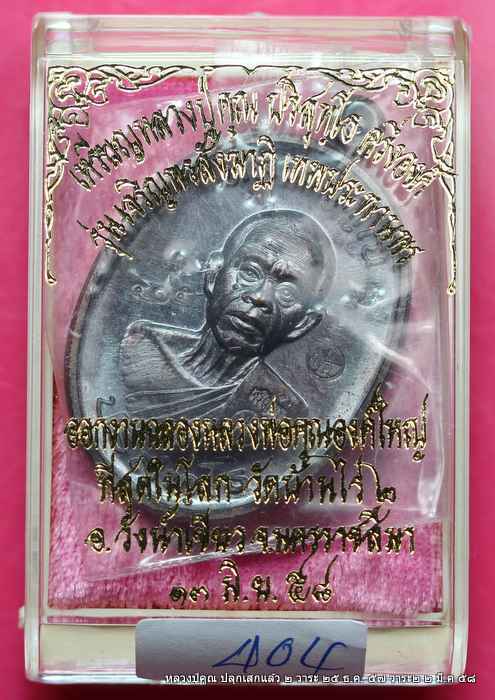 เหรียญหลวงปู่คูณ ปริสุทฺโธ ครึ่งองค์
รุ่น เจริญพรสังฆาฏิ เทพประทานพร
ออกงานฉลองหลวงพ่อคูณองค์ใหญ่
ที่สุดในโลก วัดบ้านไร่ ๒
อ.วังน้ำเขียว จ.นครราชสีมา
๑๓ มิ.ย. ๕๘
404
หลวงปู่คูณ ปลุกเสกแล้ว ๒ วาระ ๒๕ ธ.ค. ๕๗ วาระ๒ ๒ มี.ค ๕๘